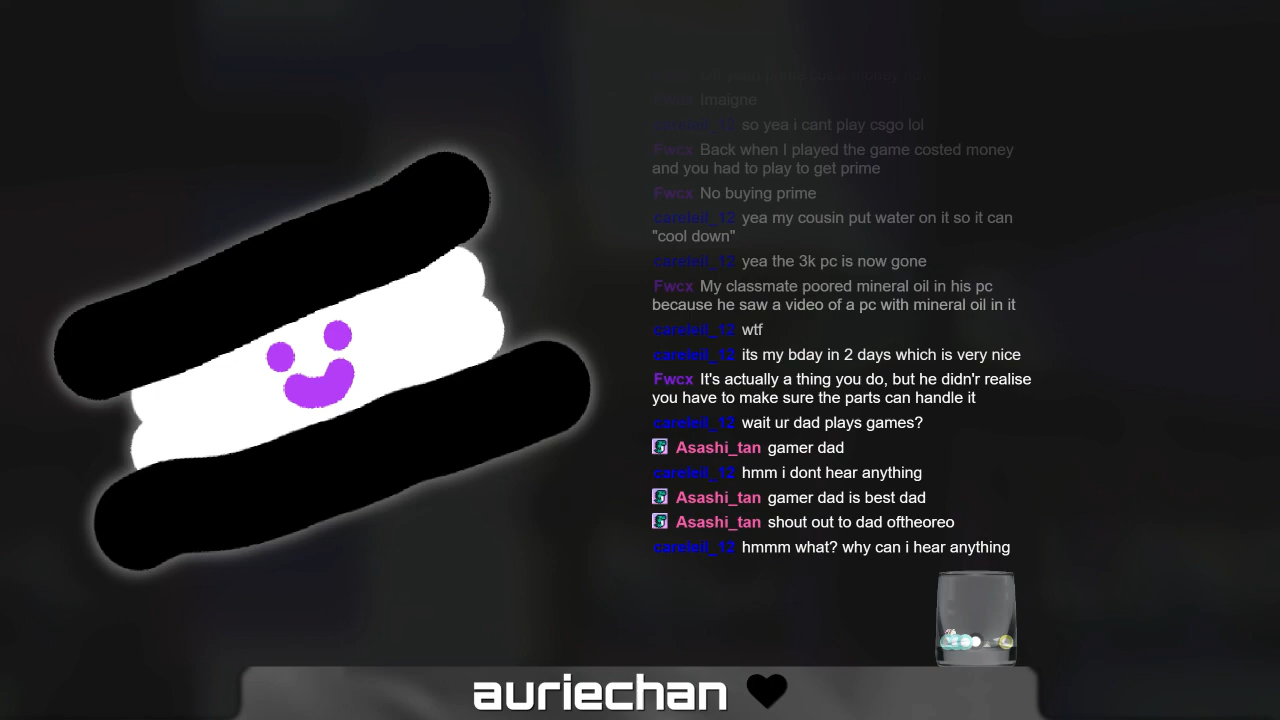 Fwcx Imaigne
careleil_12 so yea i cant play csgo lol
Fwcx Back when I played the game costed money
and you had to play to get prime
Fwcx No buying prime
careleil_12 yea my cousin put water on it so it can
"cool down"
careleil_12 yea the 3k pc is now gone
Fwcx My classmate poored mineral oil in his pc
because he saw a video of a pc with mineral oil in it
careleil_12 wtf
careleil_12 its my bday in 2 days which is very nice
Fwcx It's actually a thing you do, but he didn'r realise
you have to make sure the parts can handle it
careleil_12 wait ur dad plays games?
Asashi_tan gamer dad
careleil_12 hmm i dont hear anything
Asashi_tan gamer dad is best dad
Asashi_tan shout out to dad oftheoreo
careleil_12 hmmm what? why can i hear anything
auriechan